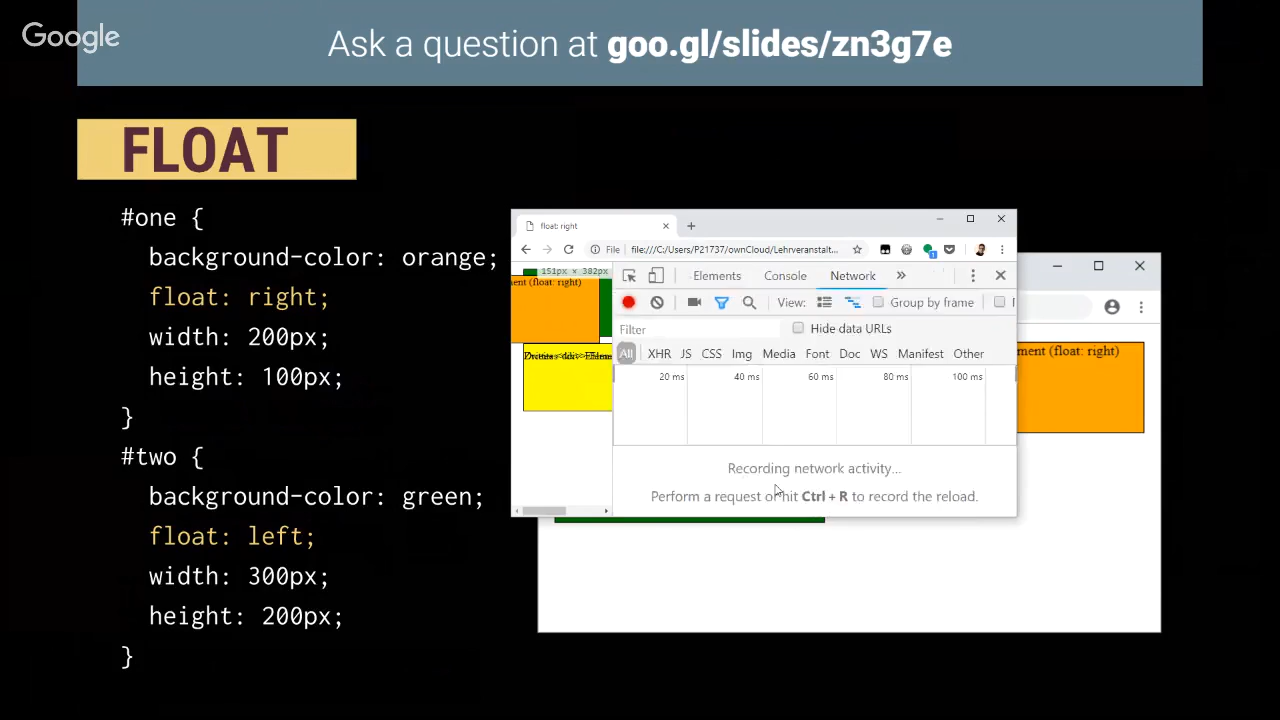 Google
Ask a question at goo.gl/slides/zn3g7e
FLOAT
#one {
background-color: orange;
float: right;
width: 200px;
height: 100px;
}
#two {
background-color: green;
float: left;
width: 300px;
height: 200px;
}
float: right
File file:///C:/Users/P21737/ownCloud/Lehrveranstalt...
151px × 382px
ment (float: right)
Elements Console Network »
View: Group by frame
Filter Hide data URLs
All XHR JS CSS Img Media Font Doc WS Manifest Other
20 ms 40 ms 60 ms 80 ms 100 ms
Recording network activity...
Perform a request or hit Ctrl + R to record the reload.
ment (float: right)